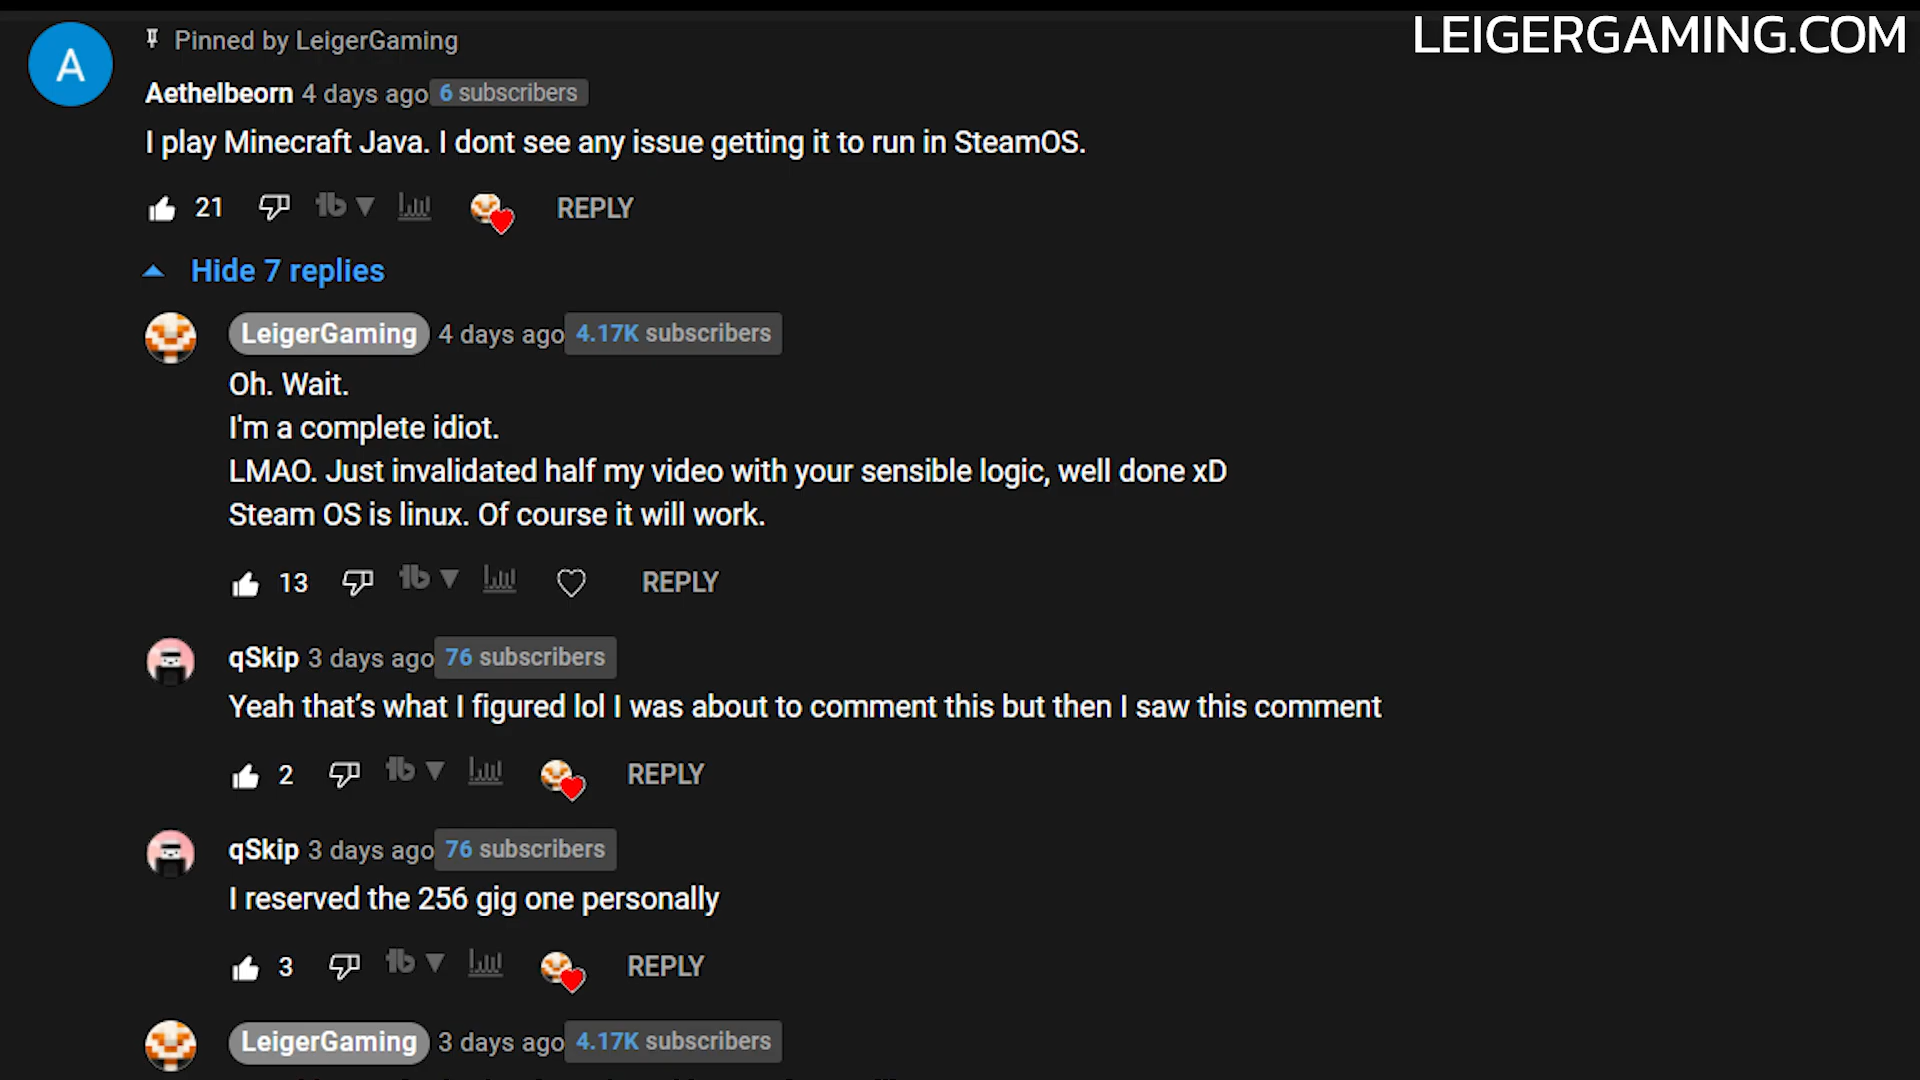 LEIGERGAMING.COM
Pinned by LeigerGaming
A
Aethelbeorn 4 days ago 6 subscribers
I play Minecraft Java. I dont see any issue getting it to run in SteamOS.
21 REPLY
Hide 7 replies
LeigerGaming 4 days ago 4.17K subscribers
Oh. Wait.
I'm a complete idiot.
LMAO. Just invalidated half my video with your sensible logic, well done xD
Steam OS is linux. Of course it will work.
13 REPLY
qSkip 3 days ago 76 subscribers
Yeah that’s what I figured lol I was about to comment this but then I saw this comment
2 REPLY
qSkip 3 days ago 76 subscribers
I reserved the 256 gig one personally
3 REPLY
LeigerGaming 3 days ago 4.17K subscribers